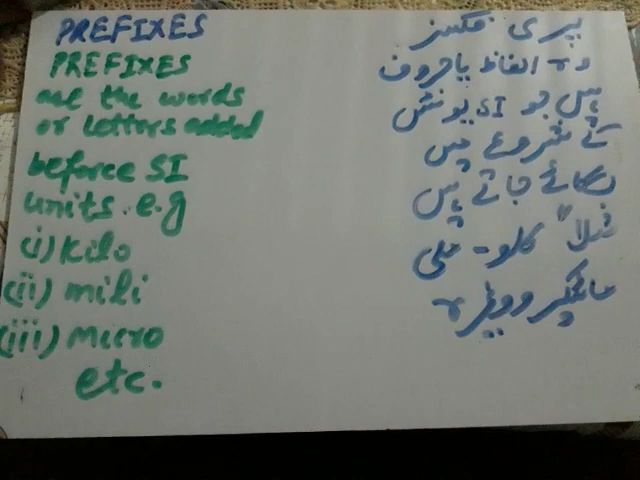 PREFIXES
PREFIXES
are the words
or letters added
beforce SI
units. e.g
(i) kilo
(ii) mili
(iii) micro
etc.
پری فکسز
وہ الفاظ یا حروف
ہیں جو SI یونٹس
کے شروع میں
لگائے جاتے ہیں
مثلاً کلو - ملی
مائیکرو وغیرہ